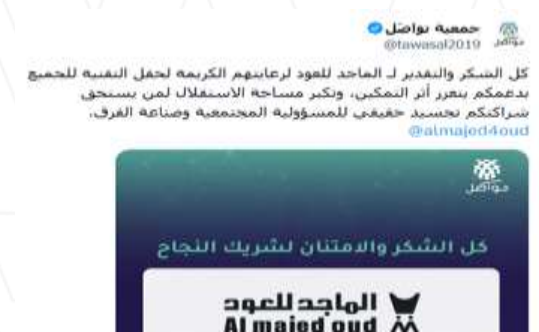 جمعية تواصل
@tawasal2019
تواصل
كل الشكر والتقدير لـ الماجد للعود لرعايتهم الكريمة لحفل التقنية للجميع
بدعمكم يتعزز أثر التمكين، وتكبر مساحة الاستقلال لمن يستحق
شراكتكم تجسيد حقيقي للمسؤولية المجتمعية وصناعة الفرق.
@almajed4oud
تواصل
كل الشكر والامتنان لشريك النجاح
الماجد للعود
Al majed oud